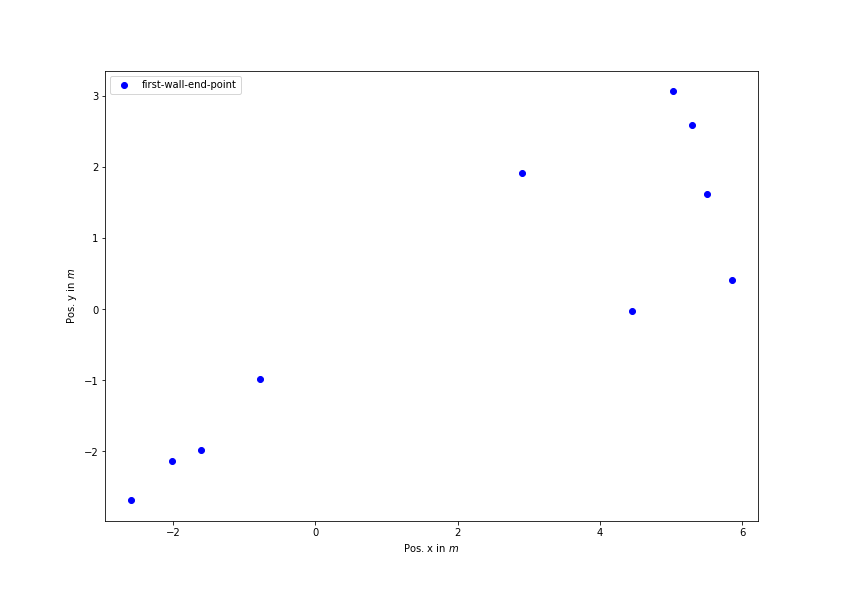 first-wall-end-point
3
2
1
0
−1
−2
Pos. y in m
−2 0 2 4 6
Pos. x in m